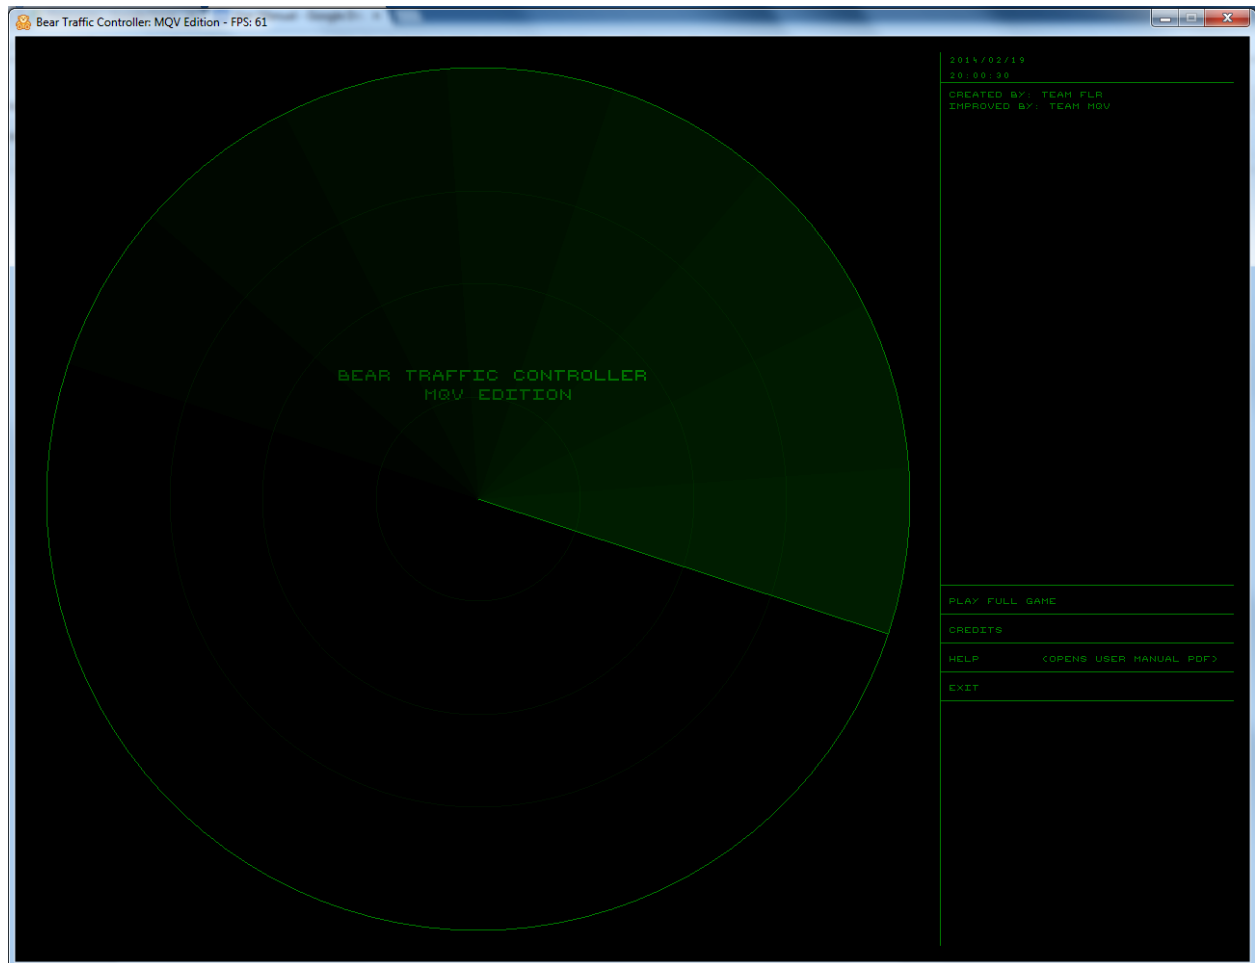 Bear Traffic Controller: MQV Edition - FPS: 61
2014/02/19
20:00:30
CREATED BY: TEAM FLR
IMPROVED BY: TEAM MQV
BEAR TRAFFIC CONTROLLER
MQV EDITION
PLAY FULL GAME
CREDITS
HELP (OPENS USER MANUAL PDF)
EXIT